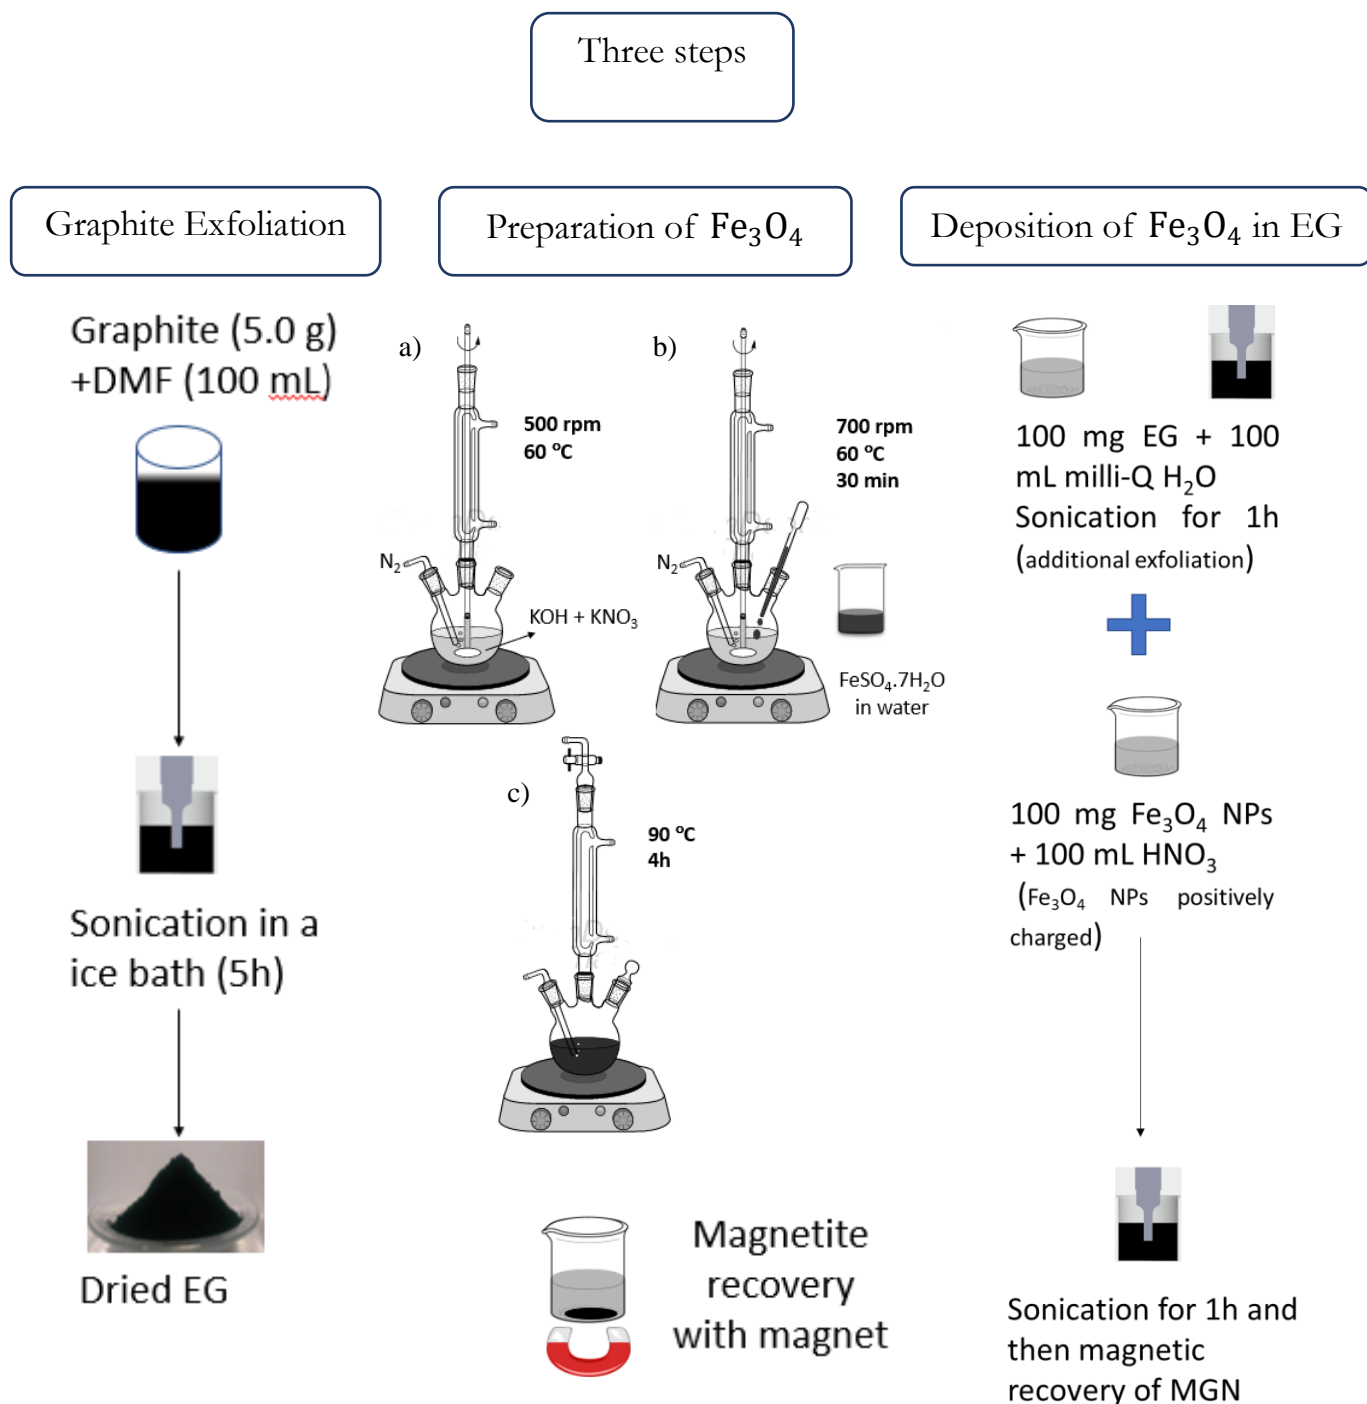 Three steps
Graphite Exfoliation
Graphite (5.0 g)
+DMF (100 mL)
Sonication in a
ice bath (5h)
Dried EG
Preparation of Fe₃O₄
a)
500 rpm
60 °C
N₂
KOH + KNO₃
b)
700 rpm
60 °C
30 min
N₂
FeSO₄.7H₂O
in water
c)
90 °C
4h
Magnetite
recovery
with magnet
Deposition of Fe₃O₄ in EG
100 mg EG + 100
mL milli-Q H₂O
Sonication for 1h
(additional exfoliation)
100 mg Fe₃O₄ NPs
+ 100 mL HNO₃
(Fe₃O₄ NPs positively
charged)
Sonication for 1h and
then magnetic
recovery of MGN